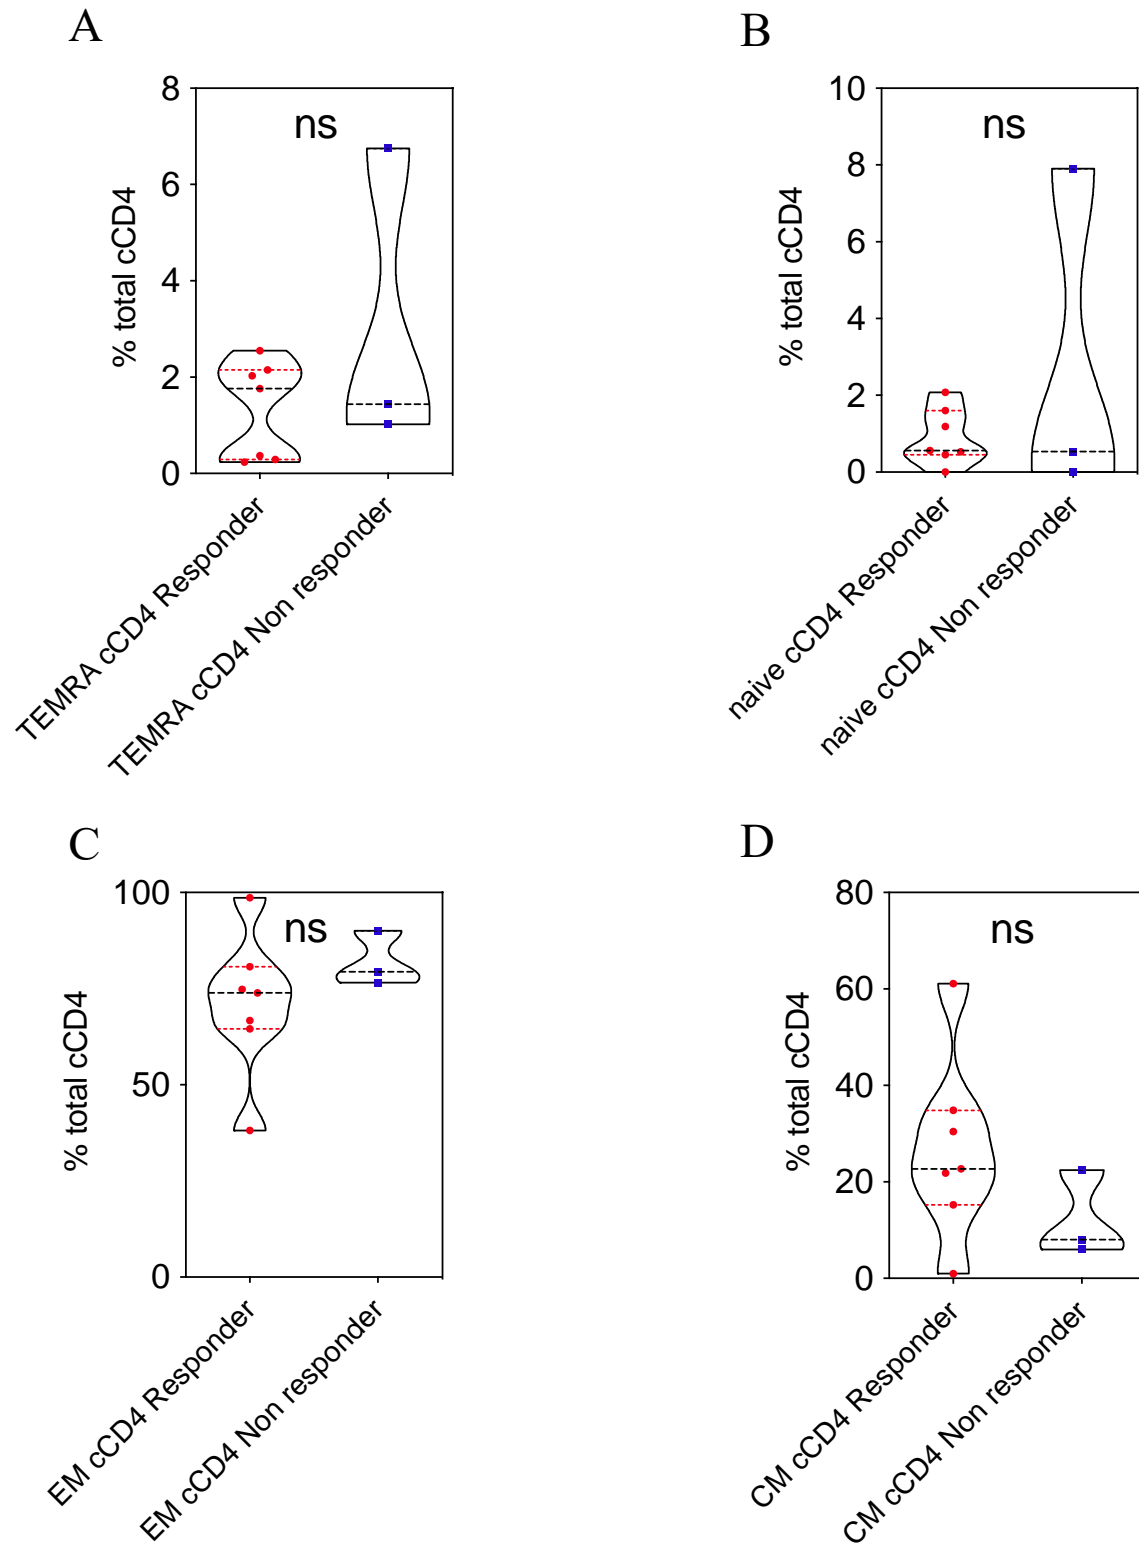 A
8
6
4
2
0
% total cCD4
ns
TEMRA cCD4 Responder
TEMRA cCD4 Non responder
B
10
8
6
4
2
0
% total cCD4
ns
naive cCD4 Responder
naive cCD4 Non responder
C
100
50
0
% total cCD4
ns
EM cCD4 Responder
EM cCD4 Non responder
D
80
60
40
20
0
% total cCD4
ns
CM cCD4 Responder
CM cCD4 Non responder